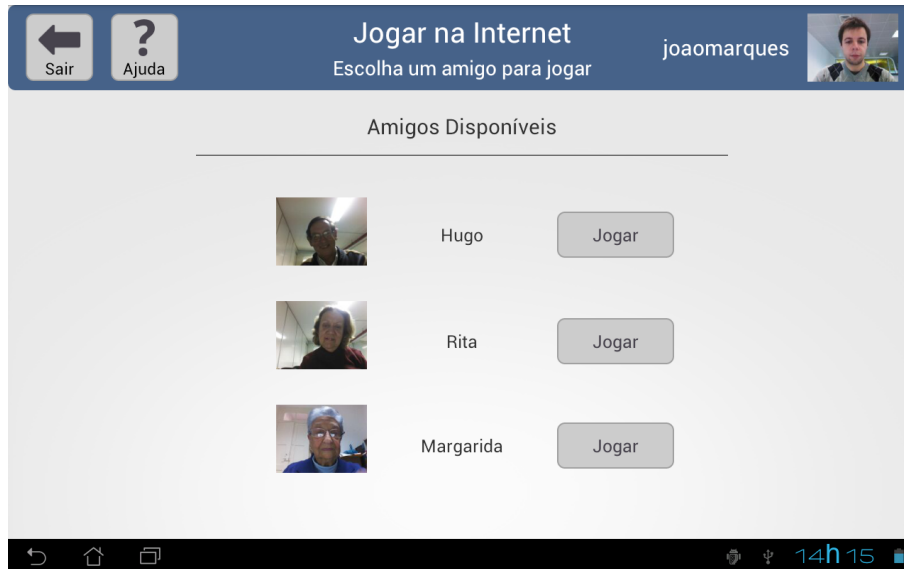 Sair
Ajuda
Jogar na Internet
Escolha um amigo para jogar
joaomarques
Amigos Disponíveis
Hugo
Jogar
Rita
Jogar
Margarida
Jogar
14h15